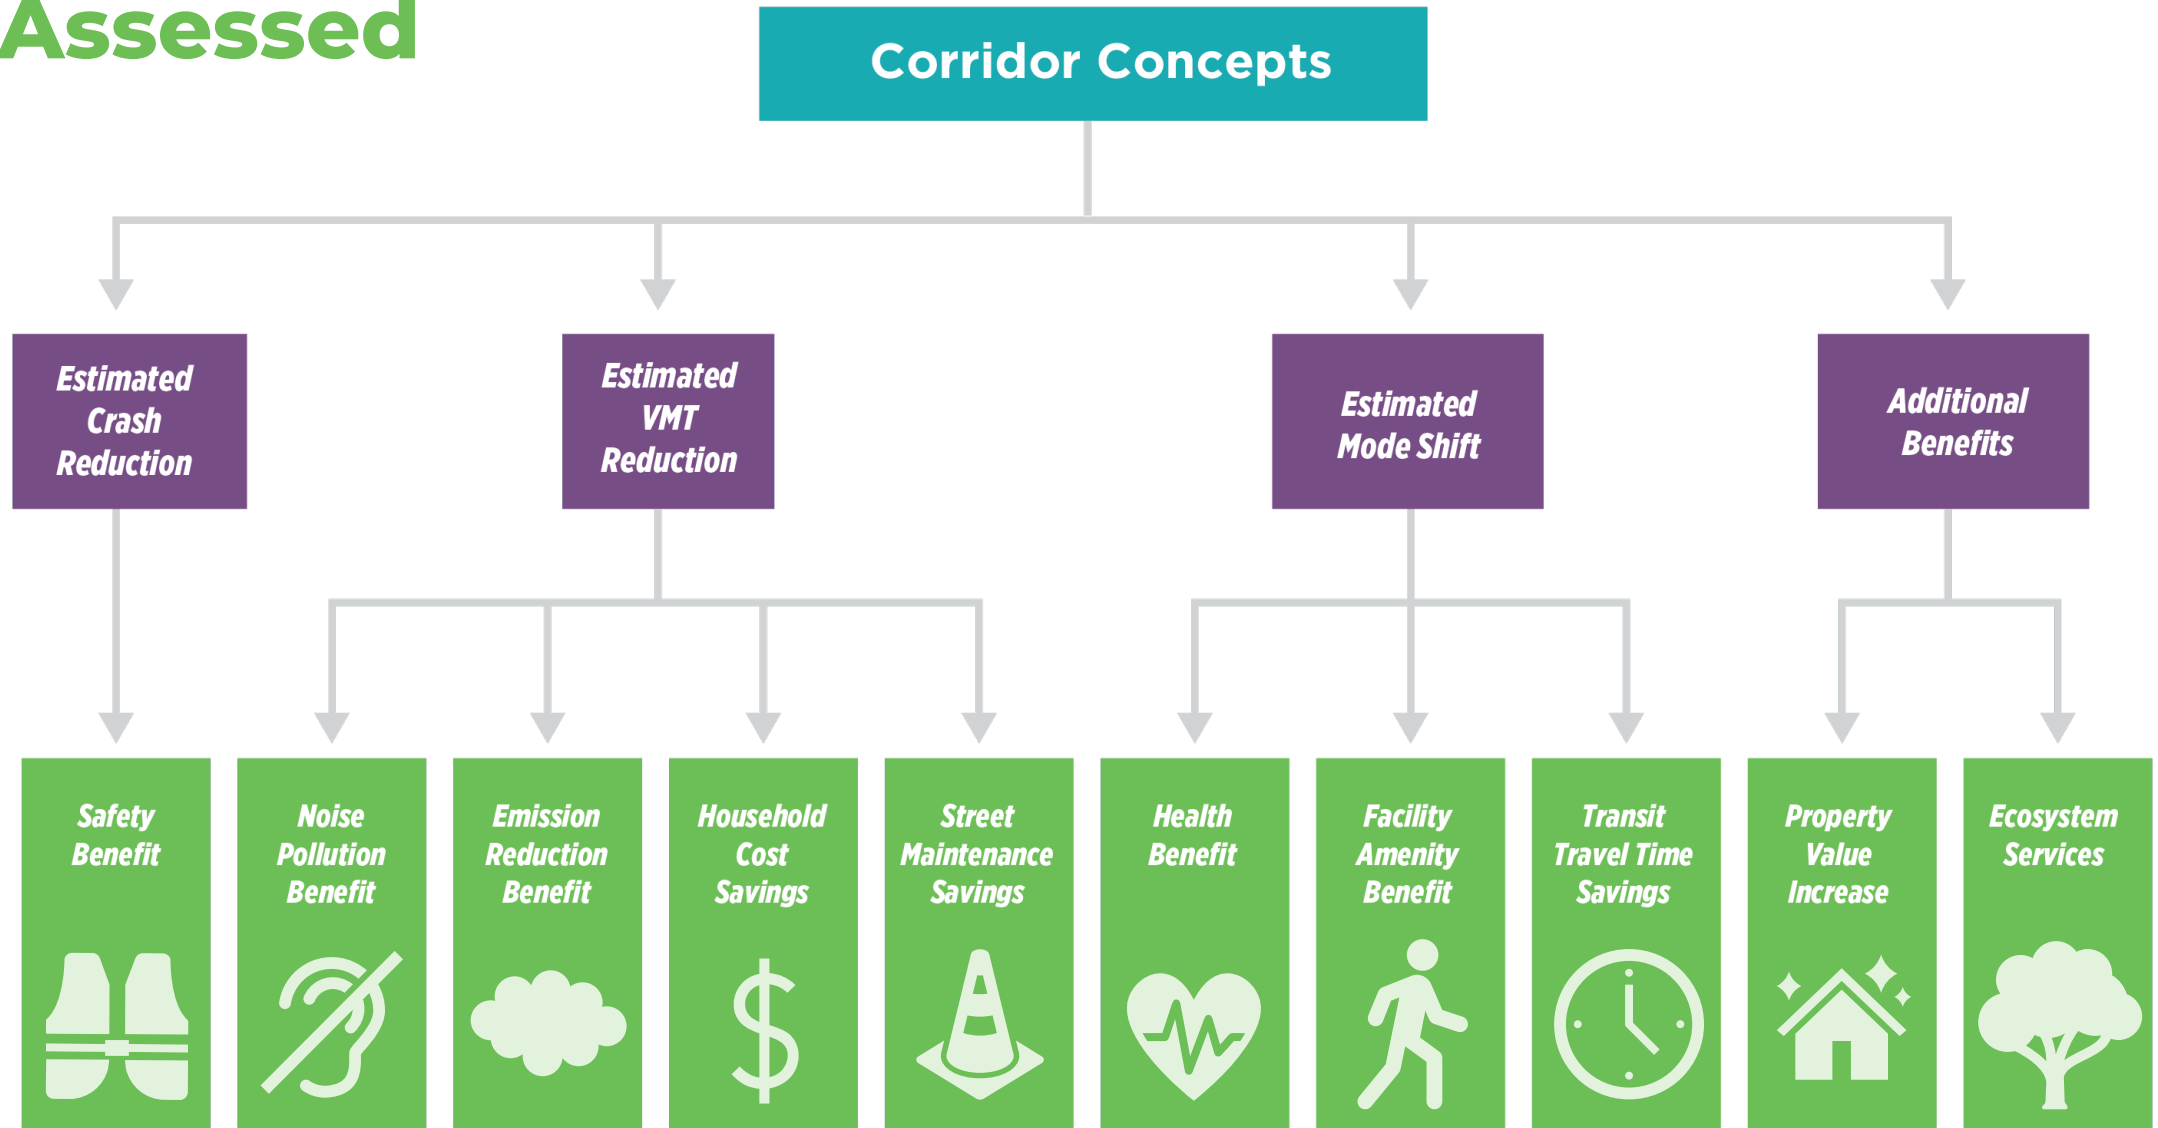 Assessed
Corridor Concepts
Estimated
Crash
Reduction
Estimated
VMT
Reduction
Estimated
Mode Shift
Additional
Benefits
Safety
Benefit
Noise
Pollution
Benefit
Emission
Reduction
Benefit
Household
Cost
Savings
Street
Maintenance
Savings
Health
Benefit
Facility
Amenity
Benefit
Transit
Travel Time
Savings
Property
Value
Increase
Ecosystem
Services